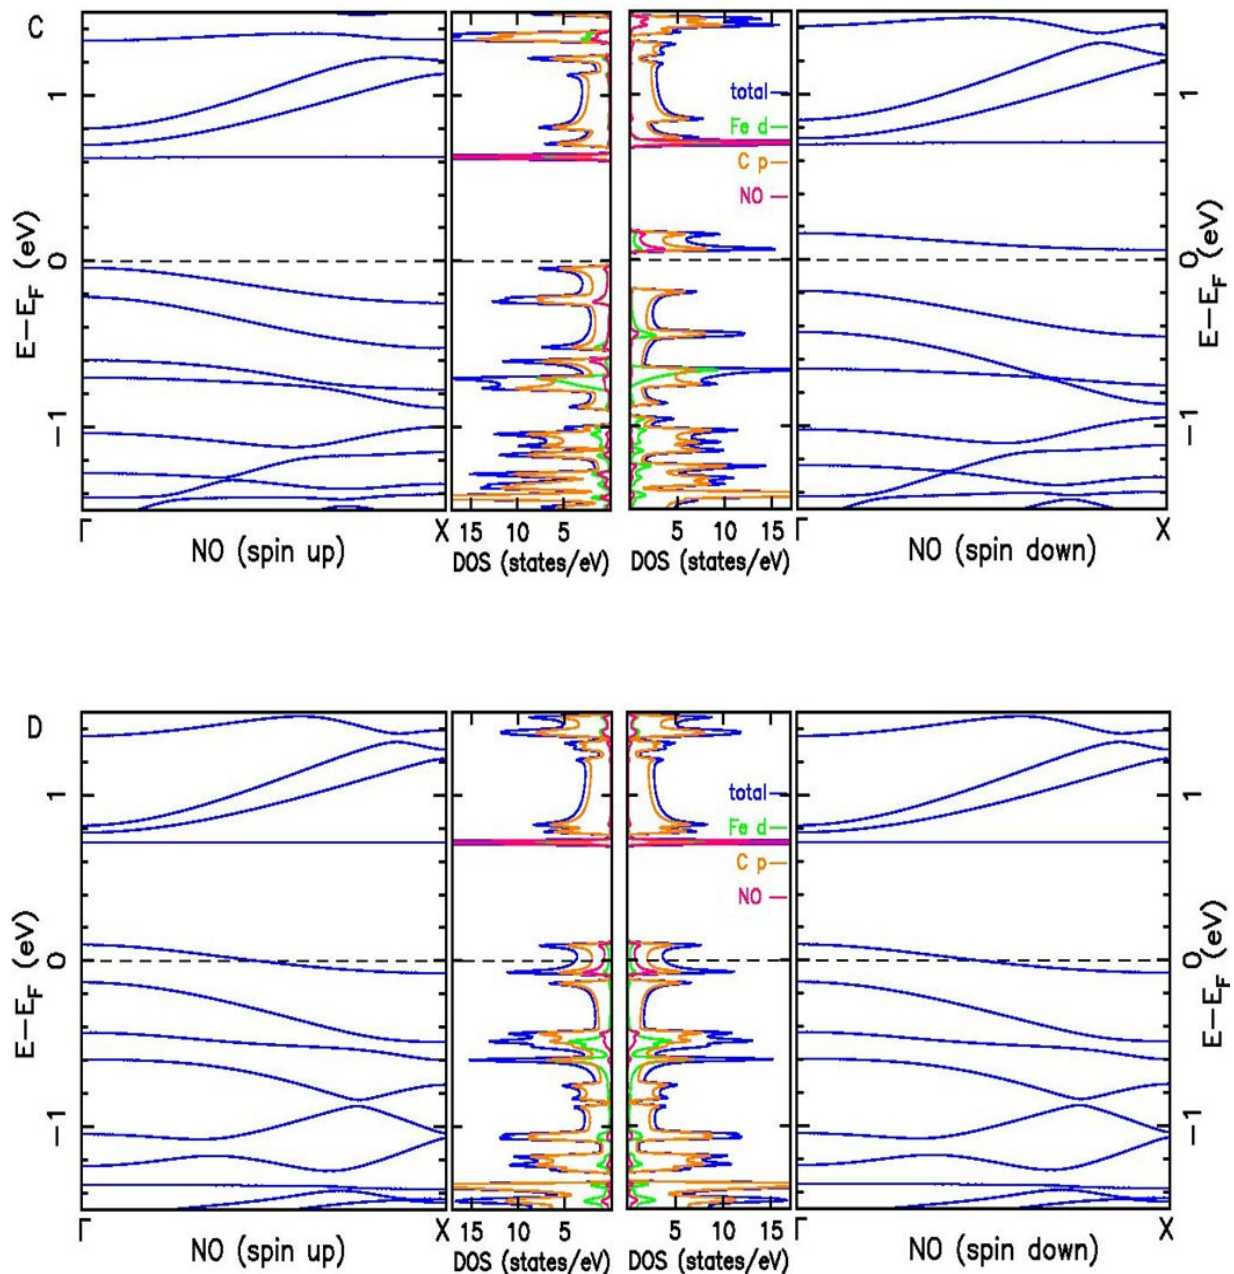 C
E−E_F (eV)
1
0
−1
Γ
X
NO (spin up)
15
10
5
DOS (states/eV)
total
Fe d
C p
NO
5
10
15
DOS (states/eV)
Γ
X
NO (spin down)
1
0
−1
E−E_F (eV)
D
E−E_F (eV)
1
0
−1
Γ
X
NO (spin up)
15
10
5
DOS (states/eV)
total
Fe d
C p
NO
5
10
15
DOS (states/eV)
Γ
X
NO (spin down)
1
0
−1
E−E_F (eV)